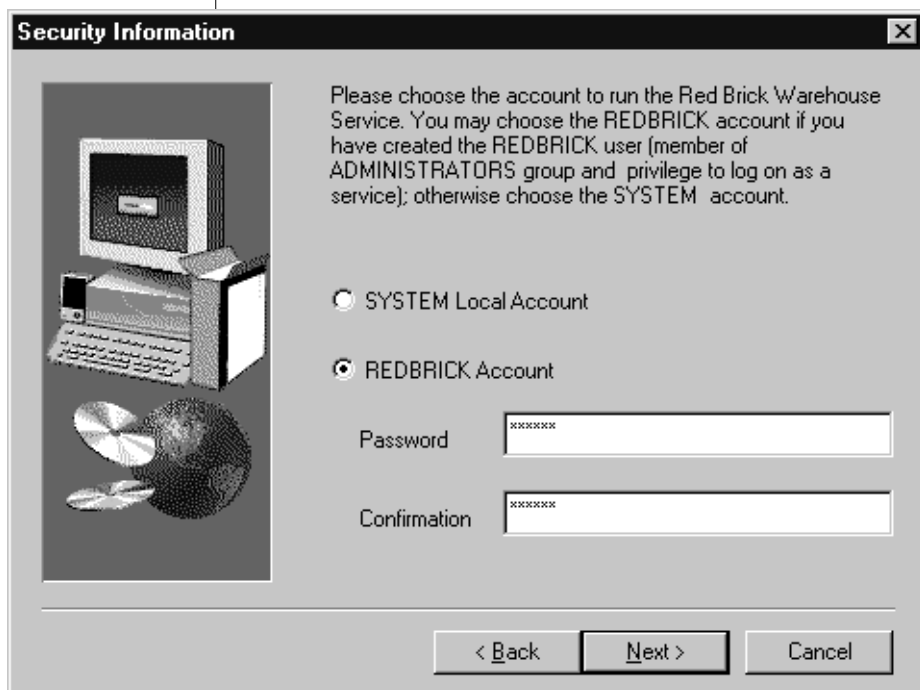 Security Information
Please choose the account to run the Red Brick Warehouse
Service. You may choose the REDBRICK account if you
have created the REDBRICK user (member of
ADMINISTRATORS group and  privilege to log on as a
service); otherwise choose the SYSTEM  account.
SYSTEM Local Account
REDBRICK Account
Password
xxxxxx
Confirmation
xxxxxx
< Back
Next >
Cancel